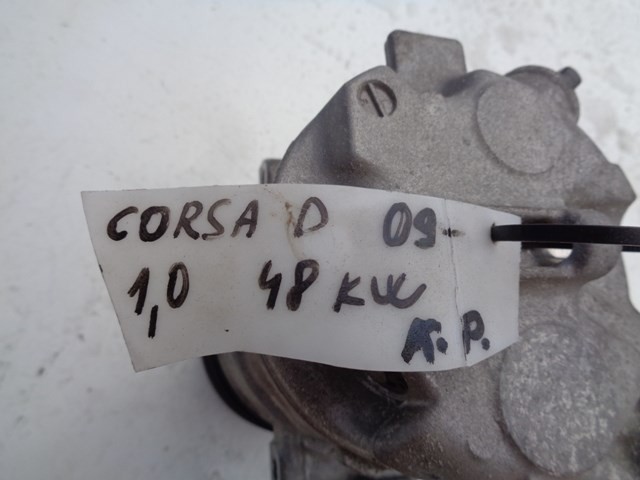 CORSA D 09-
1,0 48 KW
A.P.